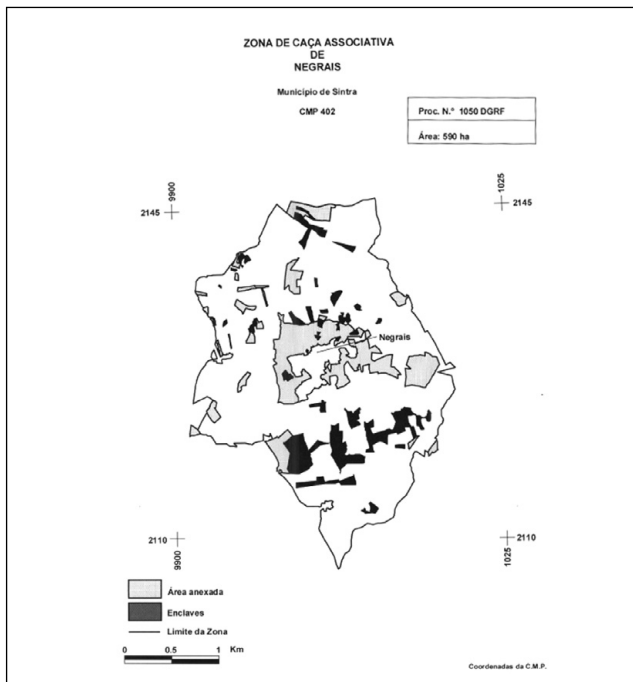 ZONA DE CAÇA ASSOCIATIVA
DE
NEGRAIS
Município de Sintra
CMP 402
Proc. N.º 1050 DGRF
Área: 590 ha
9900
1025
2145
2145
Negrais
2110
2110
9900
1025
Área anexada
Enclaves
Limite da Zona
0 0.5 1 Km
Coordenadas da C.M.P.